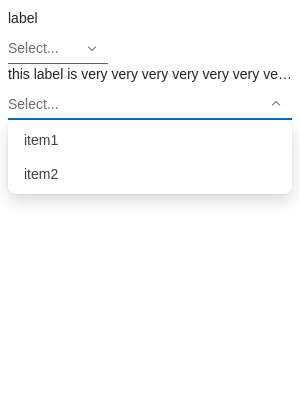 label
Select...
this label is very very very very very very ve...
Select...
item1
item2